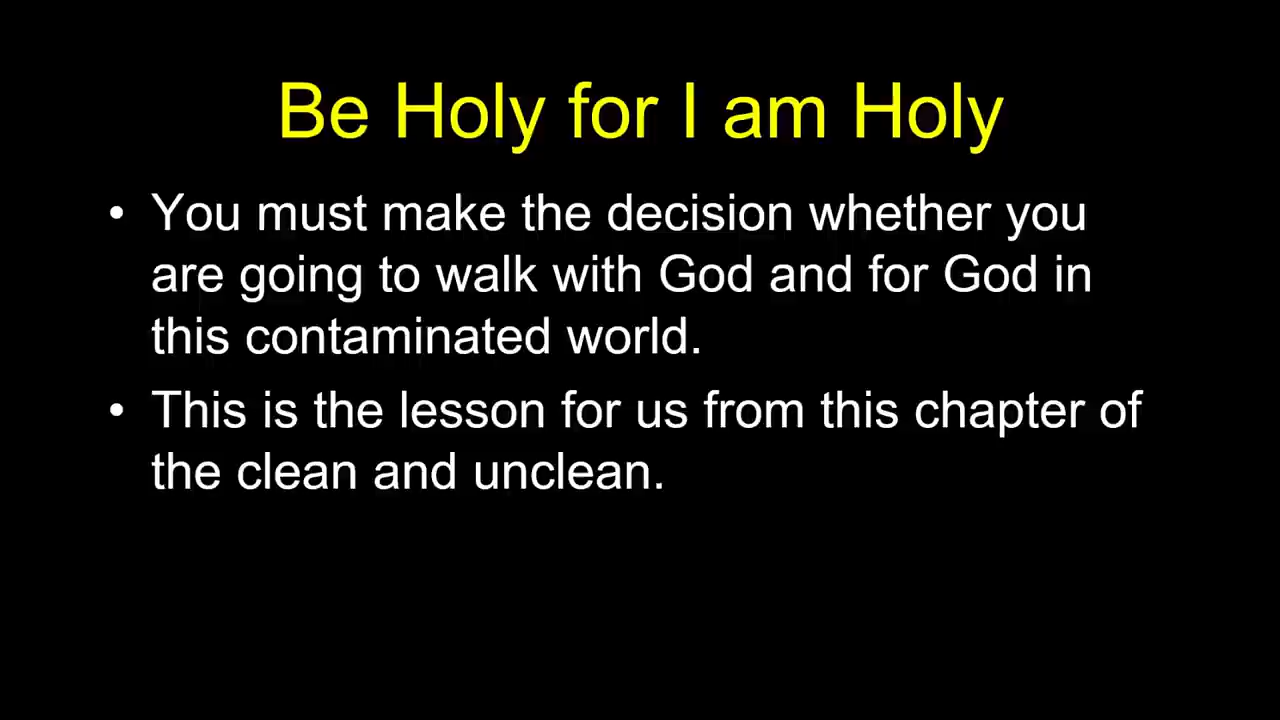 Be Holy for I am Holy
• You must make the decision whether you
are going to walk with God and for God in
this contaminated world.
• This is the lesson for us from this chapter of
the clean and unclean.